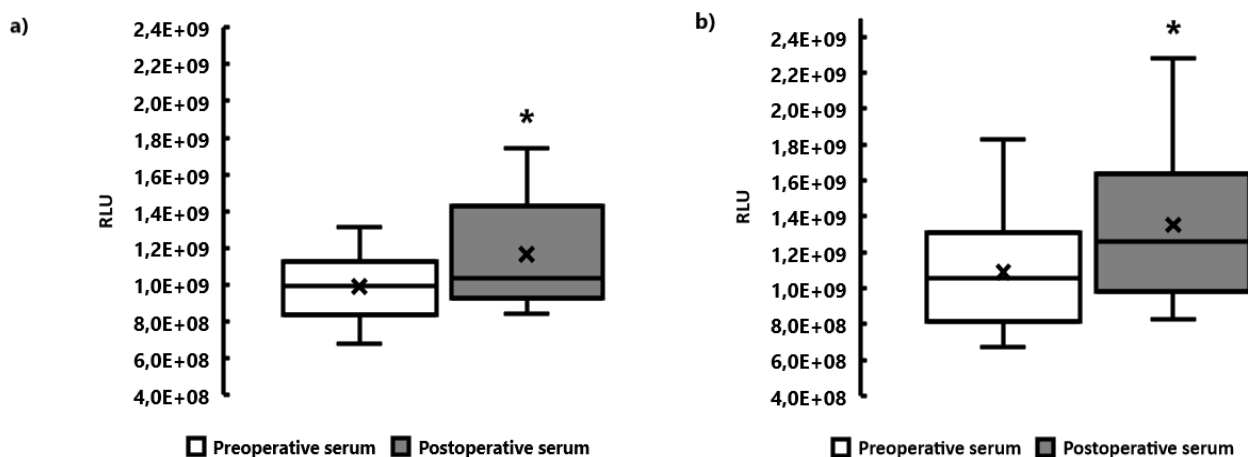 a)
2,4E+09
2,2E+09
2,0E+09
1,8E+09
1,6E+09
1,4E+09
1,2E+09
1,0E+09
8,0E+08
6,0E+08
4,0E+08
RLU
*
Preoperative serum Postoperative serum
b)
2,4E+09
2,2E+09
2,0E+09
1,8E+09
1,6E+09
1,4E+09
1,2E+09
1,0E+09
8,0E+08
6,0E+08
4,0E+08
RLU
*
Preoperative serum Postoperative serum